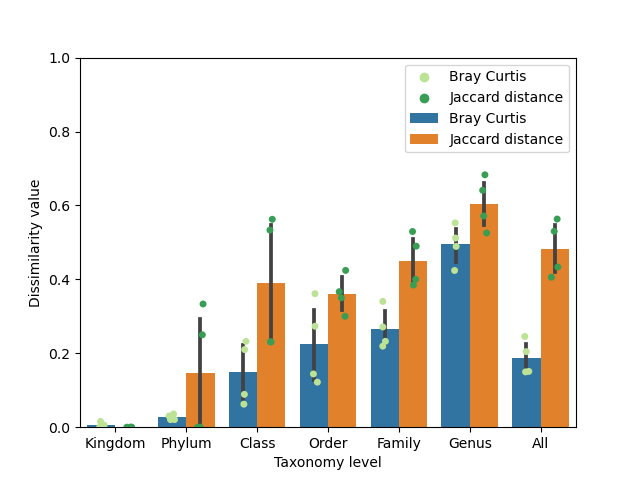 Bray Curtis
Jaccard distance
Bray Curtis
Jaccard distance
Dissimilarity value
1.0
0.8
0.6
0.4
0.2
0.0
Kingdom Phylum Class Order Family Genus All
Taxonomy level